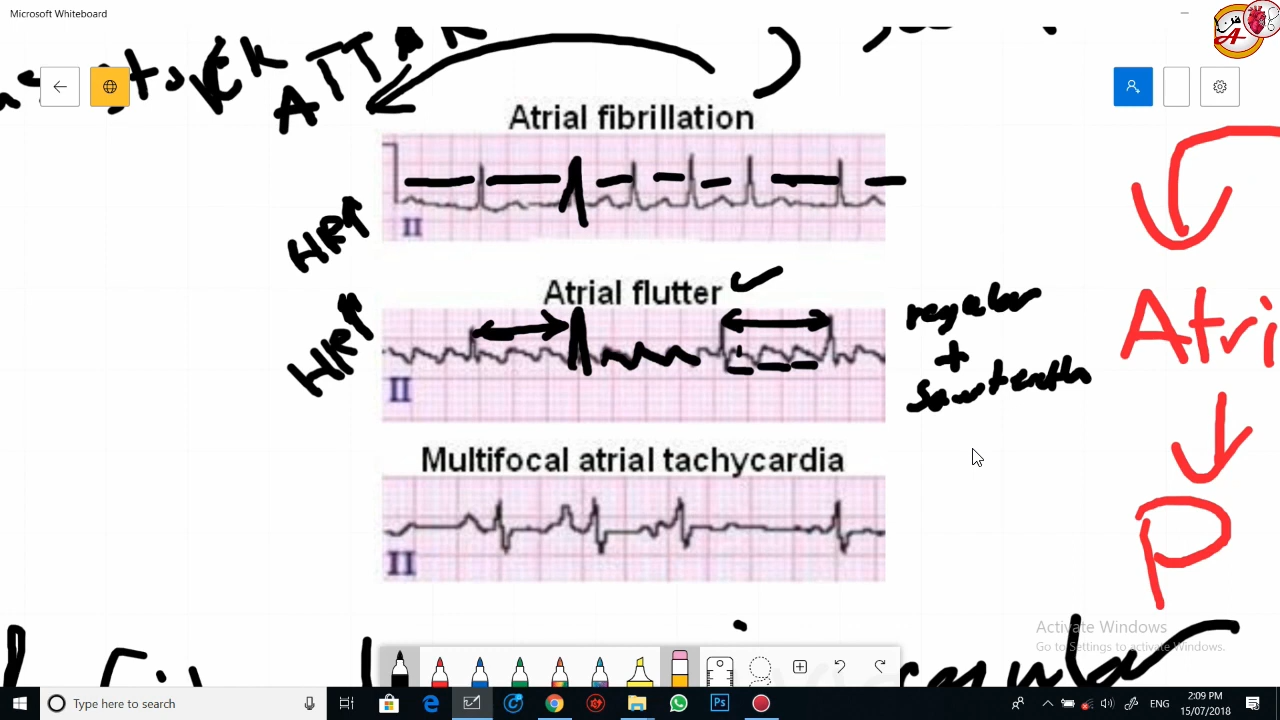 Microsoft Whiteboard
ATTAK
Atrial fibrillation
HR↑
II
Atrial flutter ✓
HR↑
regular
+
Sawteeth
II
Multifocal atrial tachycardia
II
Atri
P
Activate Windows
Go to Settings to activate Windows.
Type here to search
ENG
2:09 PM
15/07/2018